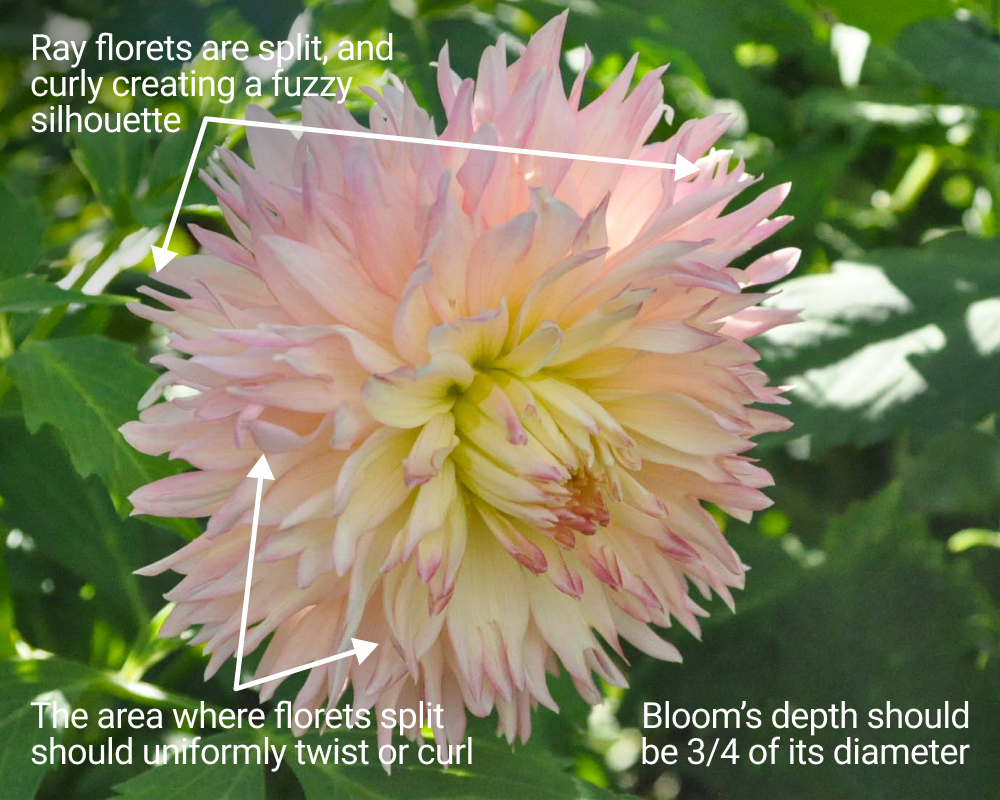 Ray florets are split, and
curly creating a fuzzy
silhouette
The area where florets split
should uniformly twist or curl
Bloom’s depth should
be 3/4 of its diameter